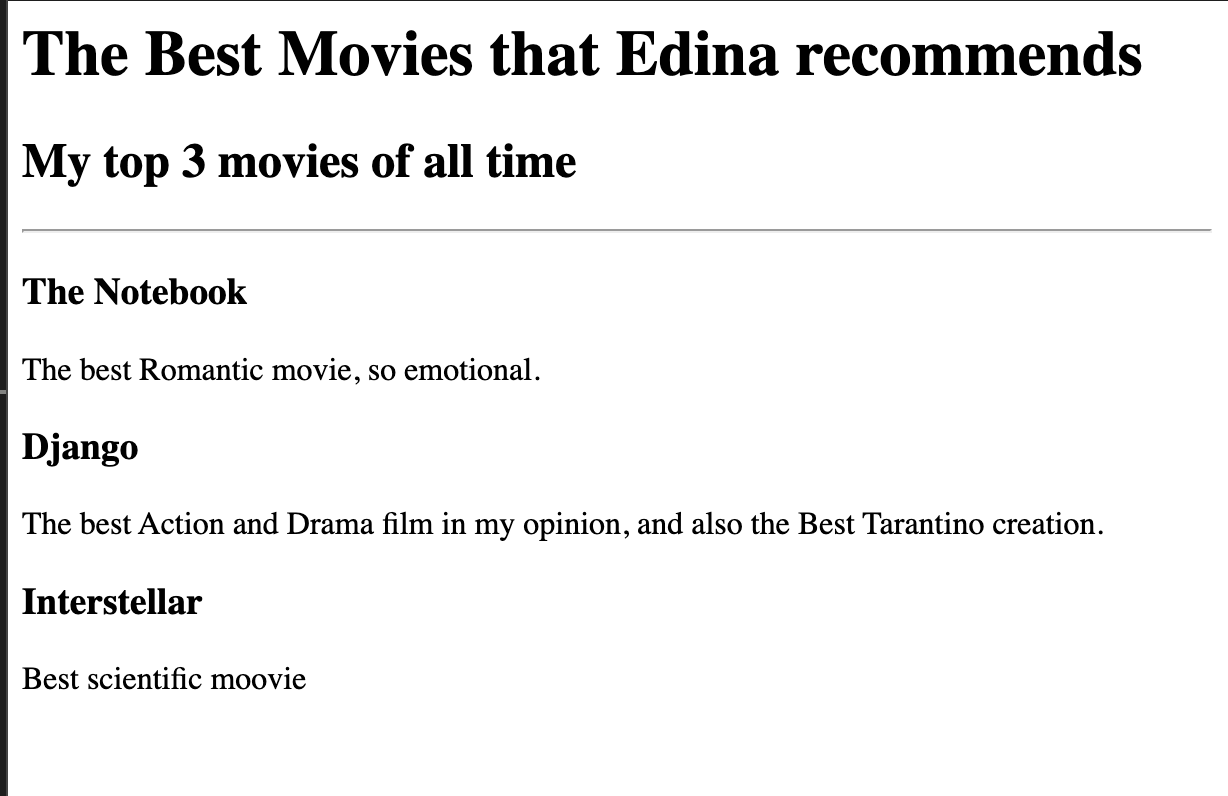 The Best Movies that Edina recommends
My top 3 movies of all time
The Notebook
The best Romantic movie, so emotional.
Django
The best Action and Drama film in my opinion, and also the Best Tarantino creation.
Interstellar
Best scientific moovie